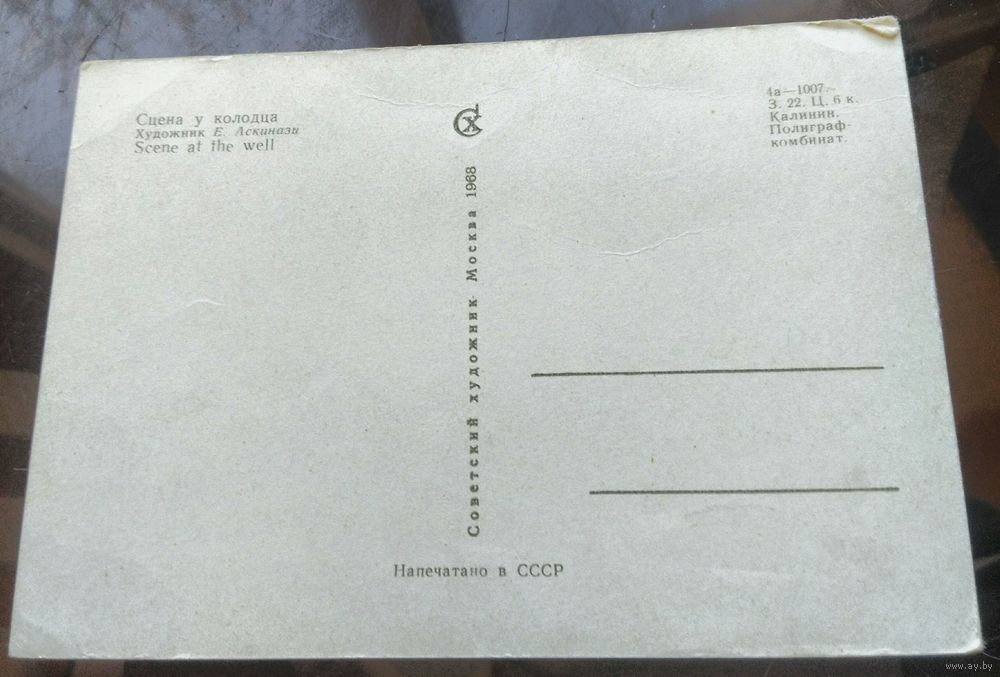 Сцена у колодца
Художник Е. Аскинази
Scene at the well
СХ
4а—1007.—
З. 22. Ц. 6 к.
Калинин.
Полиграф-
комбинат.
Советский художник. Москва 1968
Напечатано в СССР
www.ay.by